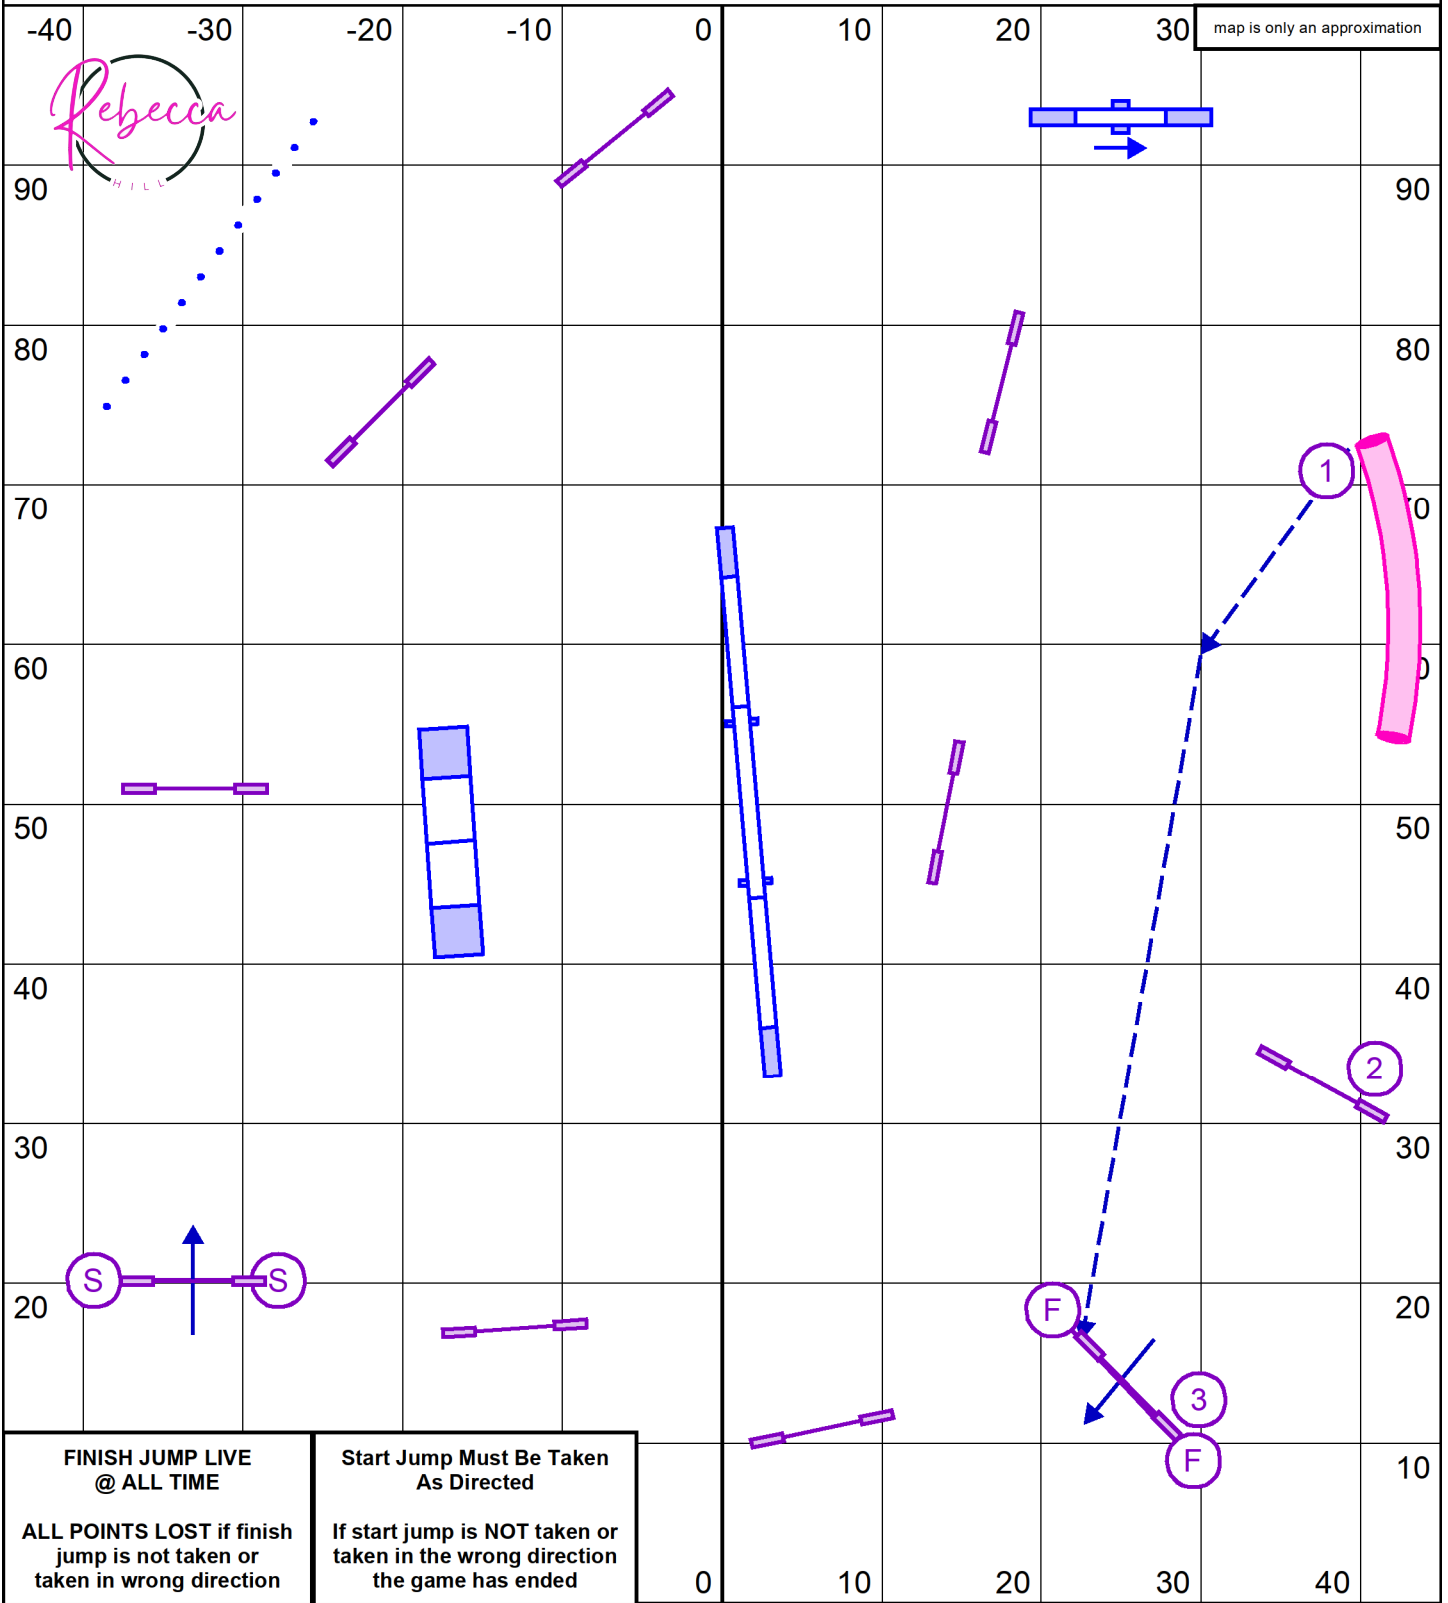 -40 -30 -20 -10 0 10 20 30
map is only an approximation
Rebecca
HILL
90 90
80 80
1
70 70
60 0
50 50
40 40
2
30 30
S S
20 20
F
3
F
10
FINISH JUMP LIVE
@ ALL TIME
ALL POINTS LOST if finish
jump is not taken or
taken in wrong direction
Start Jump Must Be Taken
As Directed
If start jump is NOT taken or
taken in the wrong direction
the game has ended
0 10 20 30 40